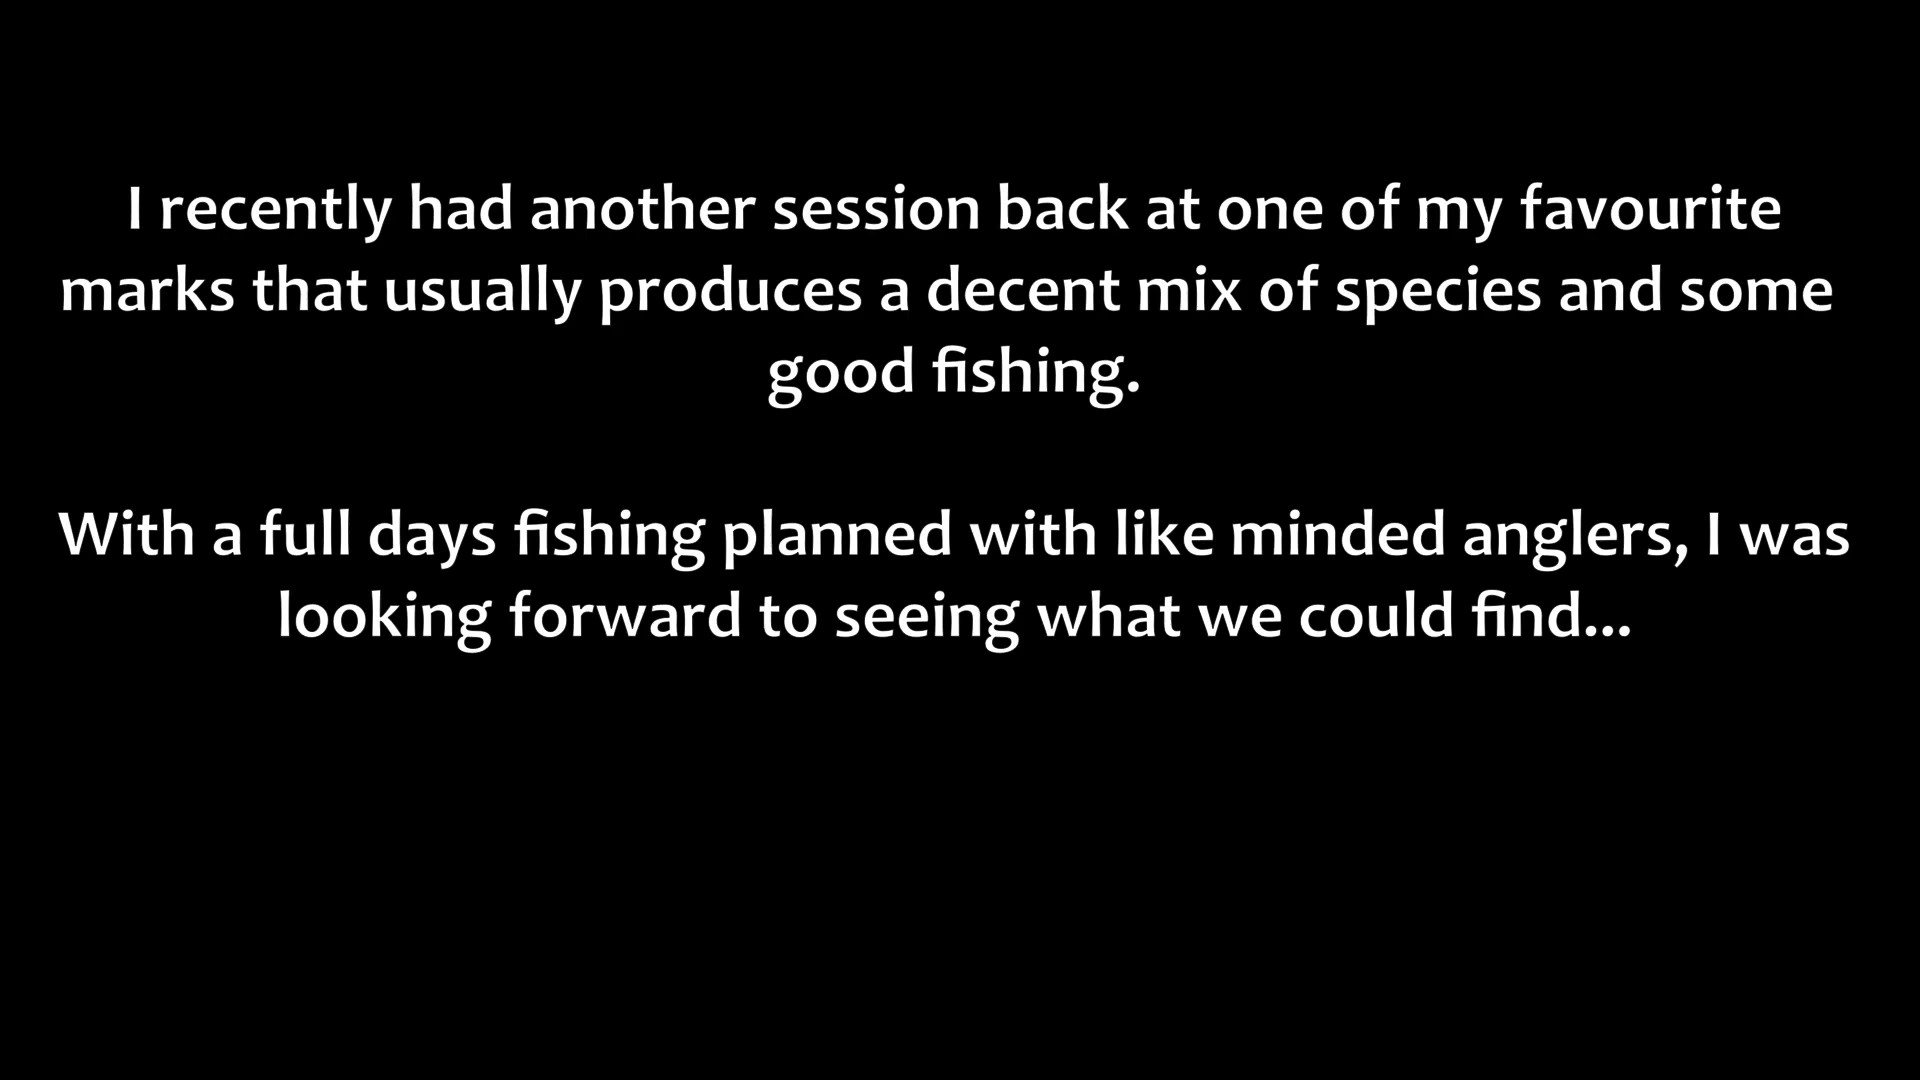 I recently had another session back at one of my favourite
marks that usually produces a decent mix of species and some
good fishing.
With a full days fishing planned with like minded anglers, I was
looking forward to seeing what we could find...